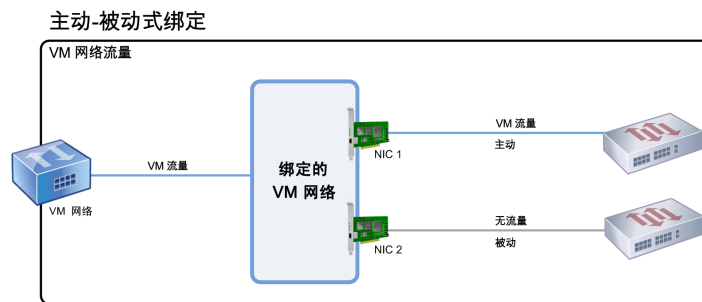 主动-被动式绑定
VM 网络流量
VM 流量
主动
NIC 1
VM 流量
绑定的
VM 网络
VM 网络
无流量
被动
NIC 2